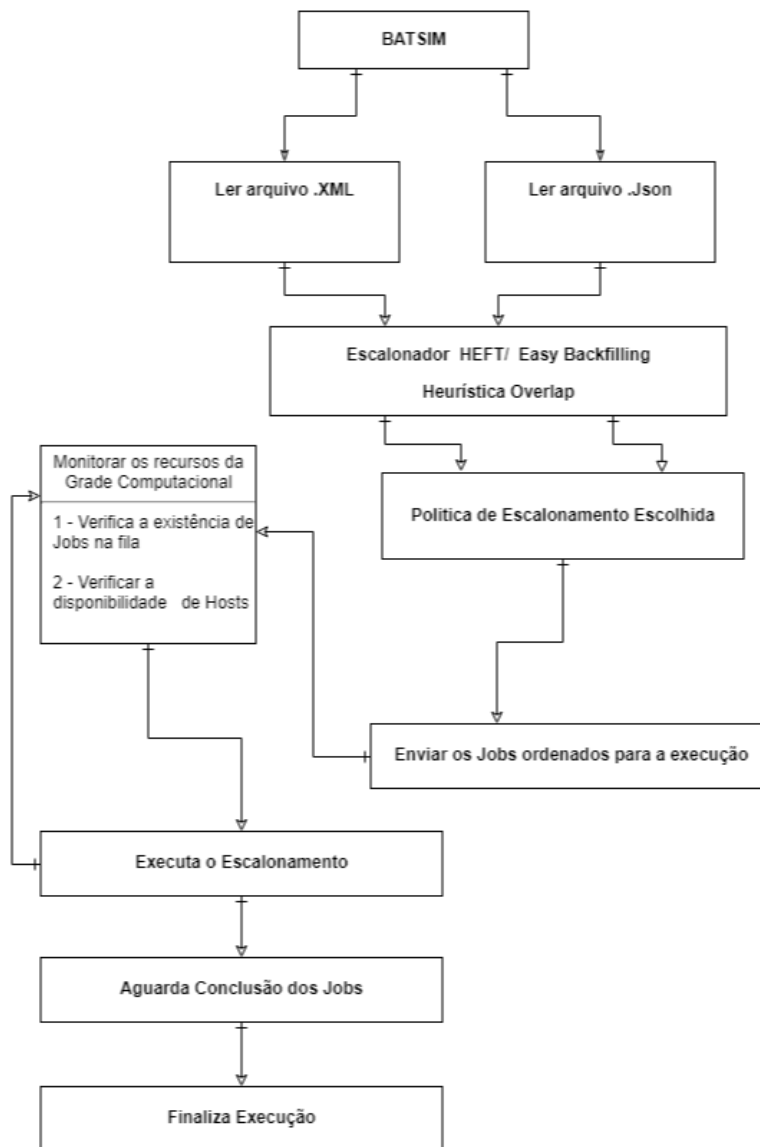 BATSIM
Ler arquivo .XML
Ler arquivo .Json
Escalonador HEFT/ Easy Backfilling
Heurística Overlap
Monitorar os recursos da
Grade Computacional
1 - Verifica a existência de
Jobs na fila
2 - Verificar a
disponibilidade de Hosts
Politica de Escalonamento Escolhida
Enviar os Jobs ordenados para a execução
Executa o Escalonamento
Aguarda Conclusão dos Jobs
Finaliza Execução